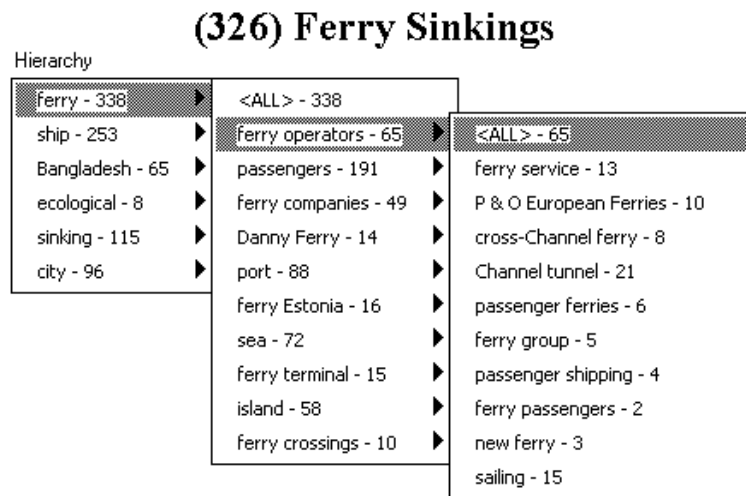 (326) Ferry Sinkings
Hierarchy
ferry - 338
ship - 253
Bangladesh - 65
ecological - 8
sinking - 115
city - 96
<ALL> - 338
ferry operators - 65
passengers - 191
ferry companies - 49
Danny Ferry - 14
port - 88
ferry Estonia - 16
sea - 72
ferry terminal - 15
island - 58
ferry crossings - 10
<ALL> - 65
ferry service - 13
P & O European Ferries - 10
cross-Channel ferry - 8
Channel tunnel - 21
passenger ferries - 6
ferry group - 5
passenger shipping - 4
ferry passengers - 2
new ferry - 3
sailing - 15